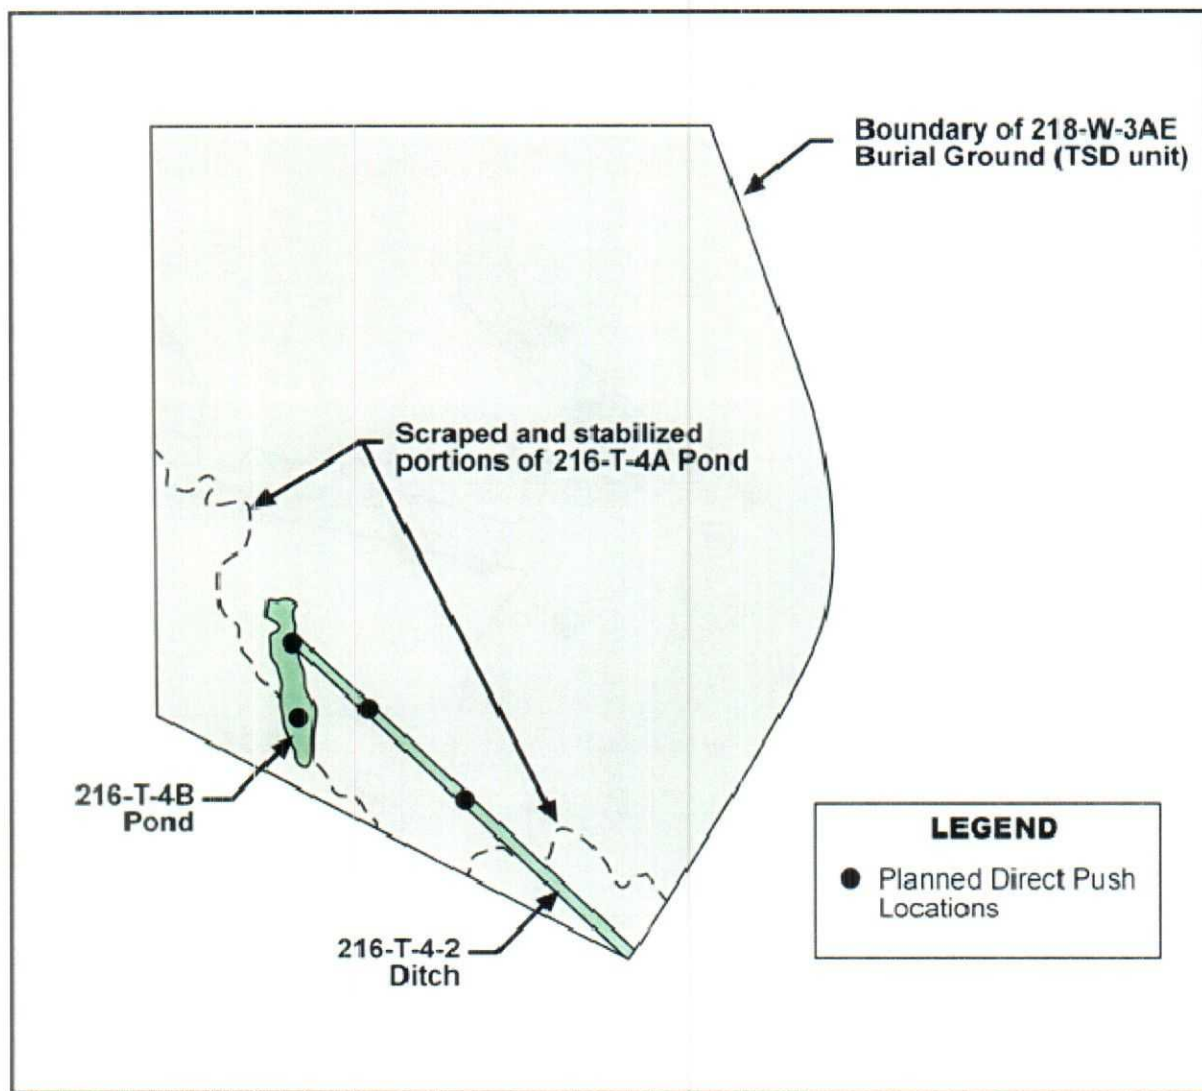 Boundary of 218-W-3AE
Burial Ground (TSD unit)
Scraped and stabilized
portions of 216-T-4A Pond
216-T-4B
Pond
216-T-4-2
Ditch
LEGEND
Planned Direct Push
Locations